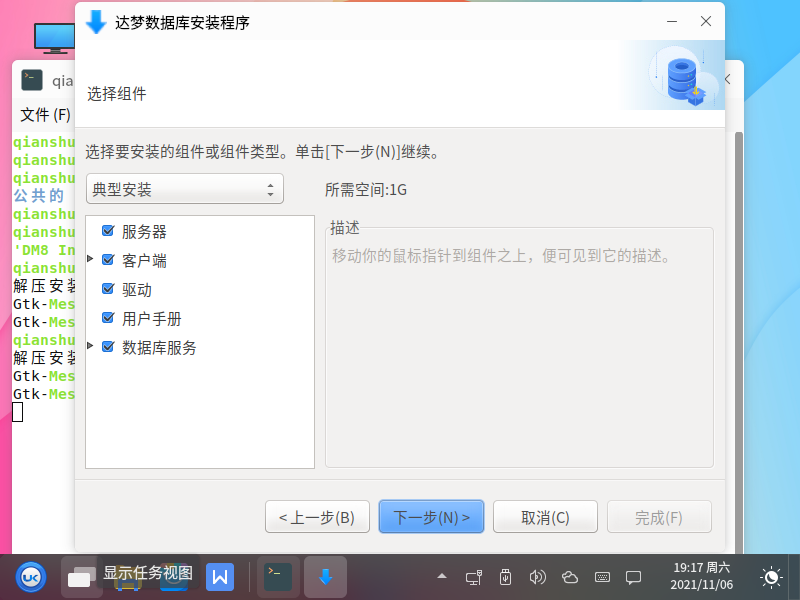 达梦数据库安装程序
选择组件
选择要安装的组件或组件类型。单击[下一步(N)]继续。
典型安装
所需空间:1G
服务器
客户端
驱动
用户手册
数据库服务
描述
移动你的鼠标指针到组件之上，便可见到它的描述。
< 上一步(B)
下一步(N) >
取消(C)
完成(F)
qia
文件 (F)
qianshu
qianshu
qianshu
公共的
qianshu
qianshu
'DM8 In
qianshu
解压安装
Gtk-Mes
Gtk-Mes
qianshu
解压安装
Gtk-Mes
Gtk-Mes
UK
显示任务视图
W
19:17 周六
2021/11/06